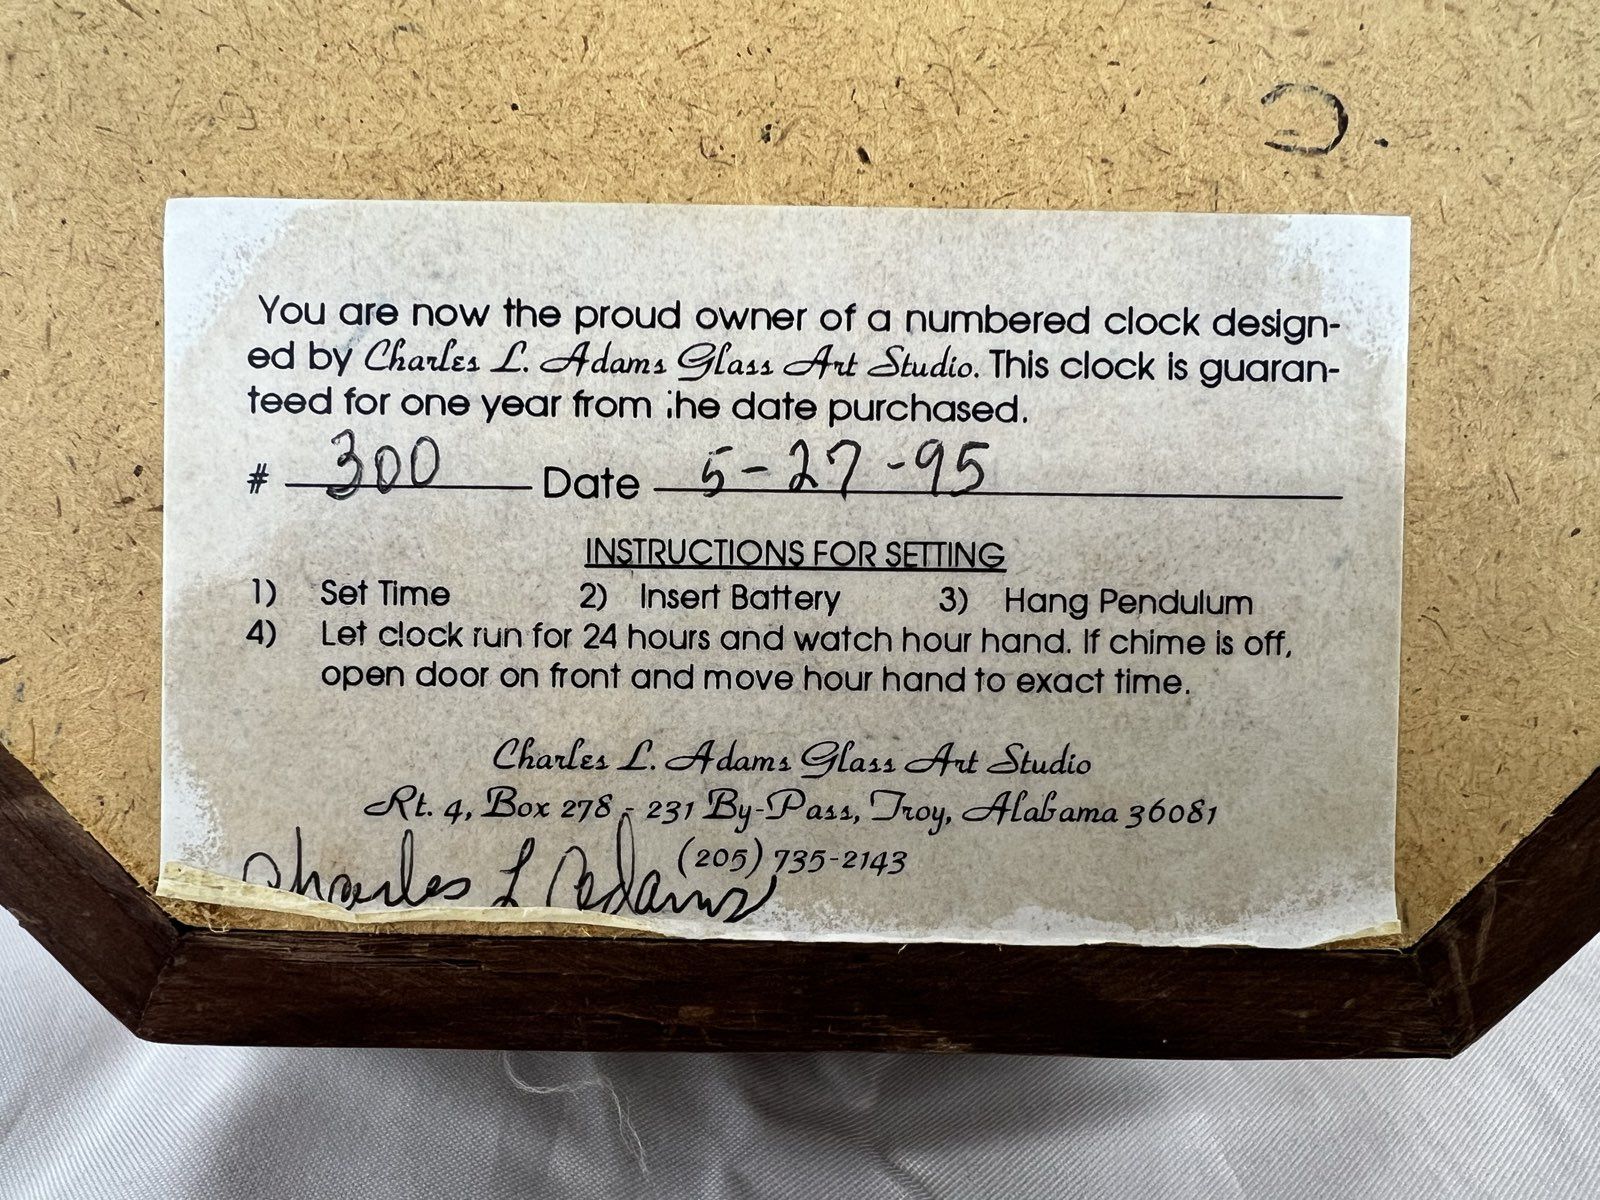 You are now the proud owner of a numbered clock design-
ed by Charles L. Adams Glass Art Studio. This clock is guaran-
teed for one year from the date purchased.
# 300 Date 5-27-95
INSTRUCTIONS FOR SETTING
1) Set Time 2) Insert Battery 3) Hang Pendulum
4) Let clock run for 24 hours and watch hour hand. If chime is off,
open door on front and move hour hand to exact time.
Charles L. Adams Glass Art Studio
Rt. 4, Box 278 - 231 By-Pass, Troy, Alabama 36081
(205) 735-2143
Charles L Adams